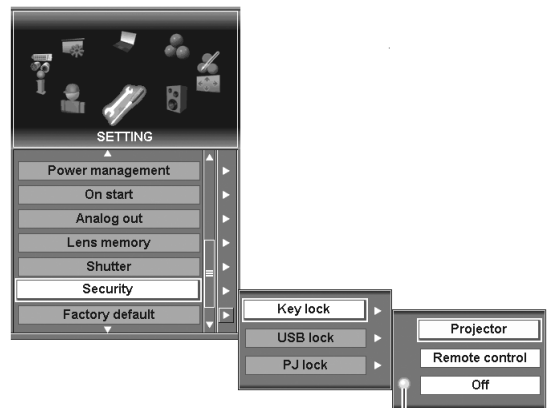 SETTING
Power management
On start
Analog out
Lens memory
Shutter
Security
Factory default
Key lock
USB lock
PJ lock
Projector
Remote control
Off